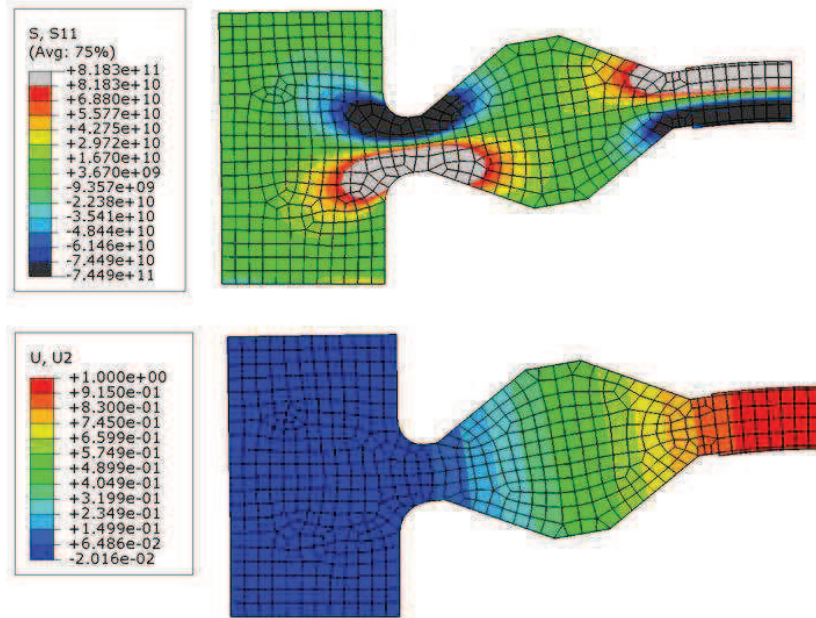 S, S11
(Avg: 75%)
+8.183e+11
+8.183e+10
+6.880e+10
+5.577e+10
+4.275e+10
+2.972e+10
+1.670e+10
+3.670e+09
-9.357e+09
-2.238e+10
-3.541e+10
-4.844e+10
-6.146e+10
-7.449e+10
-7.449e+11
U, U2
+1.000e+00
+9.150e-01
+8.300e-01
+7.450e-01
+6.599e-01
+5.749e-01
+4.899e-01
+4.049e-01
+3.199e-01
+2.349e-01
+1.499e-01
+6.486e-02
-2.016e-02